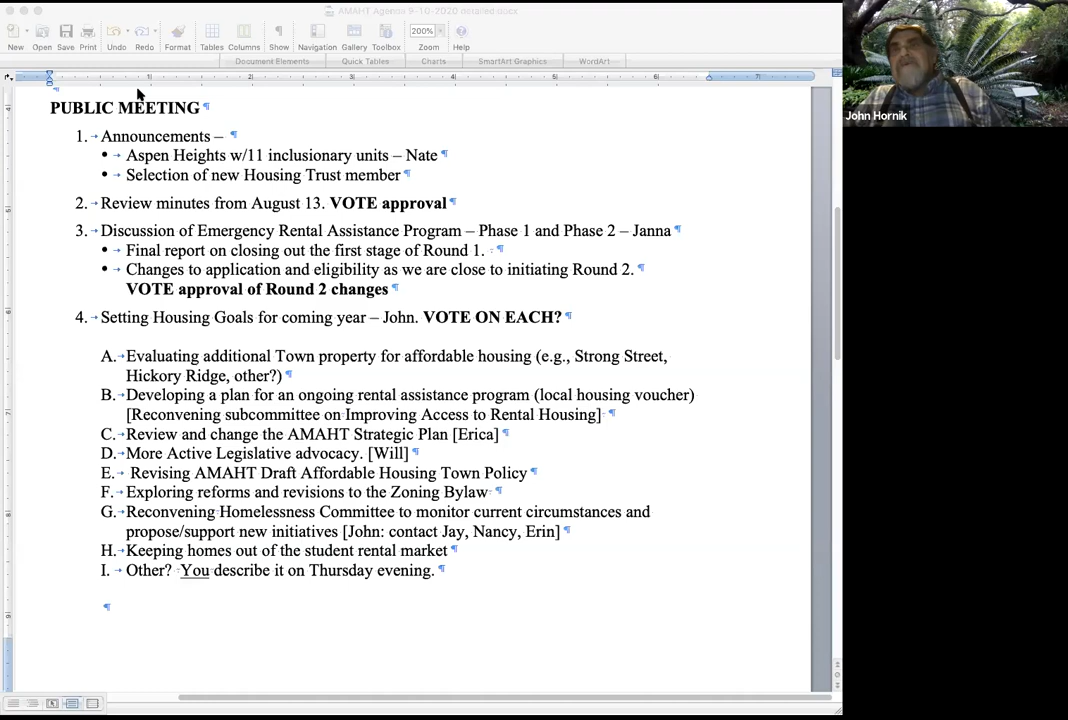 AMAHT Agenda 9-10-2020 detailed.docx
New Open Save Print Undo Redo Format Tables Columns Show Navigation Gallery Toolbox Zoom Help
200%
Document Elements Quick Tables Charts SmartArt Graphics WordArt
PUBLIC MEETING
1. Announcements –
• Aspen Heights w/11 inclusionary units – Nate
• Selection of new Housing Trust member
2. Review minutes from August 13. VOTE approval
3. Discussion of Emergency Rental Assistance Program – Phase 1 and Phase 2 – Janna
• Final report on closing out the first stage of Round 1.
• Changes to application and eligibility as we are close to initiating Round 2.
VOTE approval of Round 2 changes
4. Setting Housing Goals for coming year – John. VOTE ON EACH?
A. Evaluating additional Town property for affordable housing (e.g., Strong Street,
Hickory Ridge, other?)
B. Developing a plan for an ongoing rental assistance program (local housing voucher)
[Reconvening subcommittee on Improving Access to Rental Housing]
C. Review and change the AMAHT Strategic Plan [Erica]
D. More Active Legislative advocacy. [Will]
E. Revising AMAHT Draft Affordable Housing Town Policy
F. Exploring reforms and revisions to the Zoning Bylaw
G. Reconvening Homelessness Committee to monitor current circumstances and
propose/support new initiatives [John: contact Jay, Nancy, Erin]
H. Keeping homes out of the student rental market
I. Other? You describe it on Thursday evening.
John Hornik